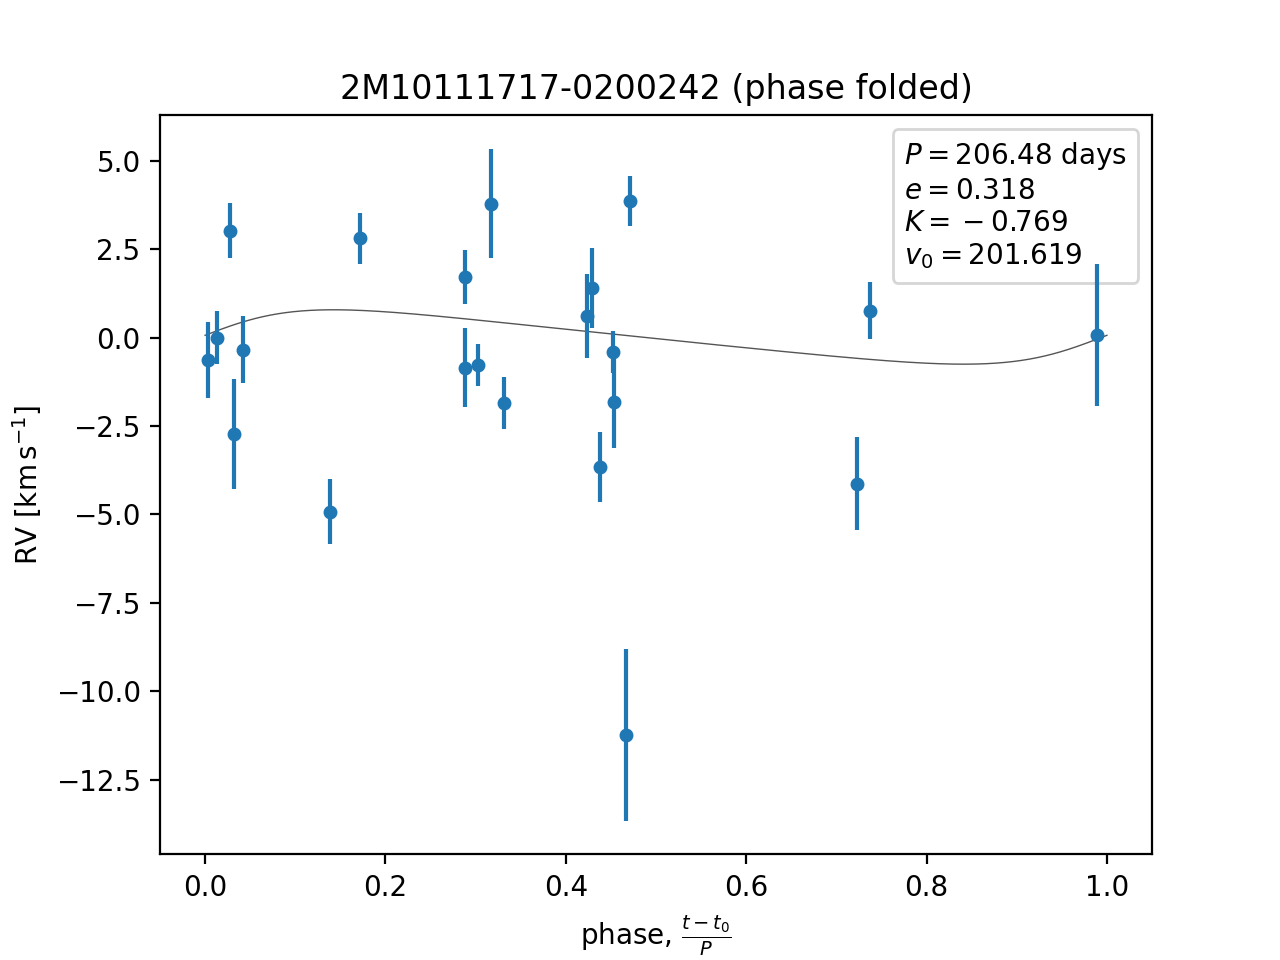 2M10111717-0200242 (phase folded)
P = 206.48 days
e = 0.318
K = −0.769
v₀ = 201.619
5.0
2.5
0.0
−2.5
−5.0
−7.5
−10.0
−12.5
RV [km s⁻¹]
0.0 0.2 0.4 0.6 0.8 1.0
phase, (t − t₀)/P